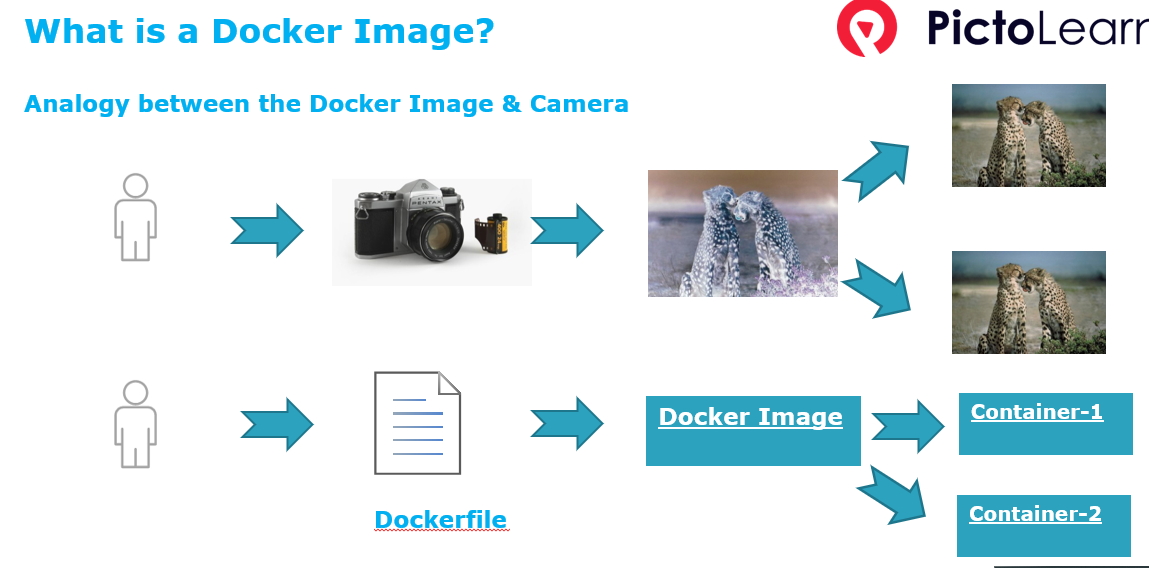 What is a Docker Image?
PictoLearn
Analogy between the Docker Image & Camera
PENTAX
Docker Image
Container-1
Container-2
Dockerfile